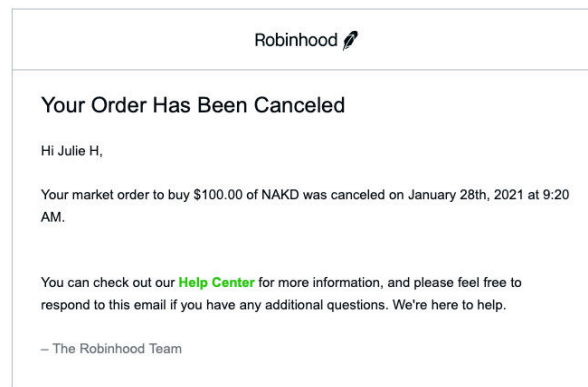 Robinhood
Your Order Has Been Canceled
Hi Julie H,
Your market order to buy $100.00 of NAKD was canceled on January 28th, 2021 at 9:20
AM.
You can check out our Help Center for more information, and please feel free to
respond to this email if you have any additional questions. We're here to help.
– The Robinhood Team